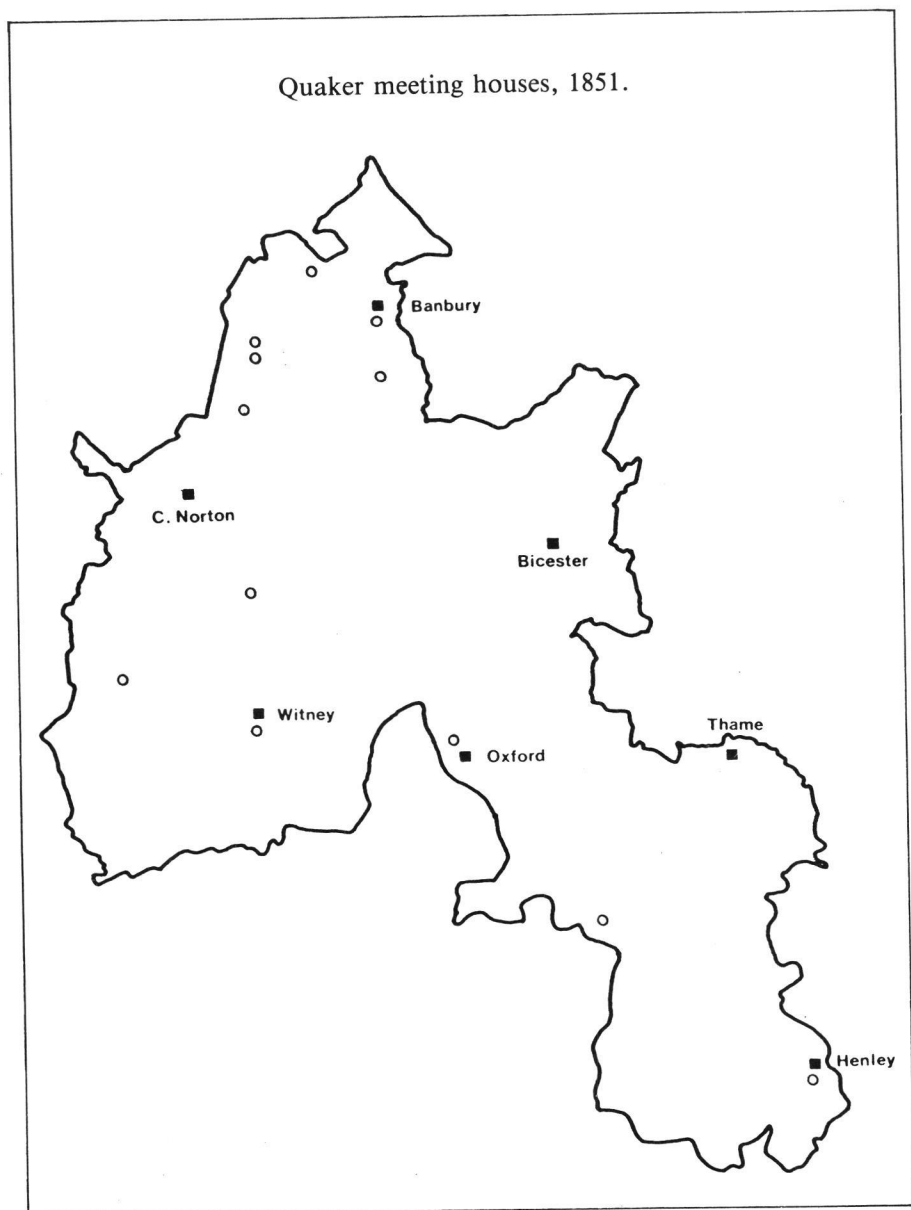 Quaker meeting houses, 1851.
Banbury
C. Norton
Bicester
Witney
Thame
Oxford
Henley